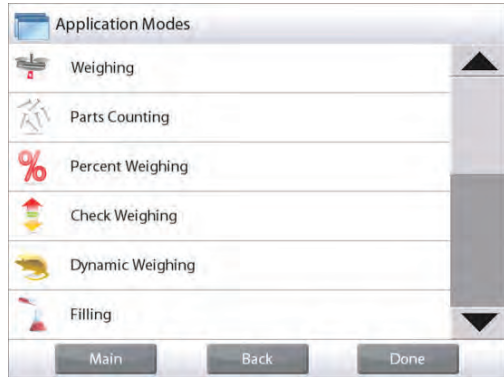 Application Modes
Weighing
Parts Counting
% Percent Weighing
Check Weighing
Dynamic Weighing
Filling
Main Back Done